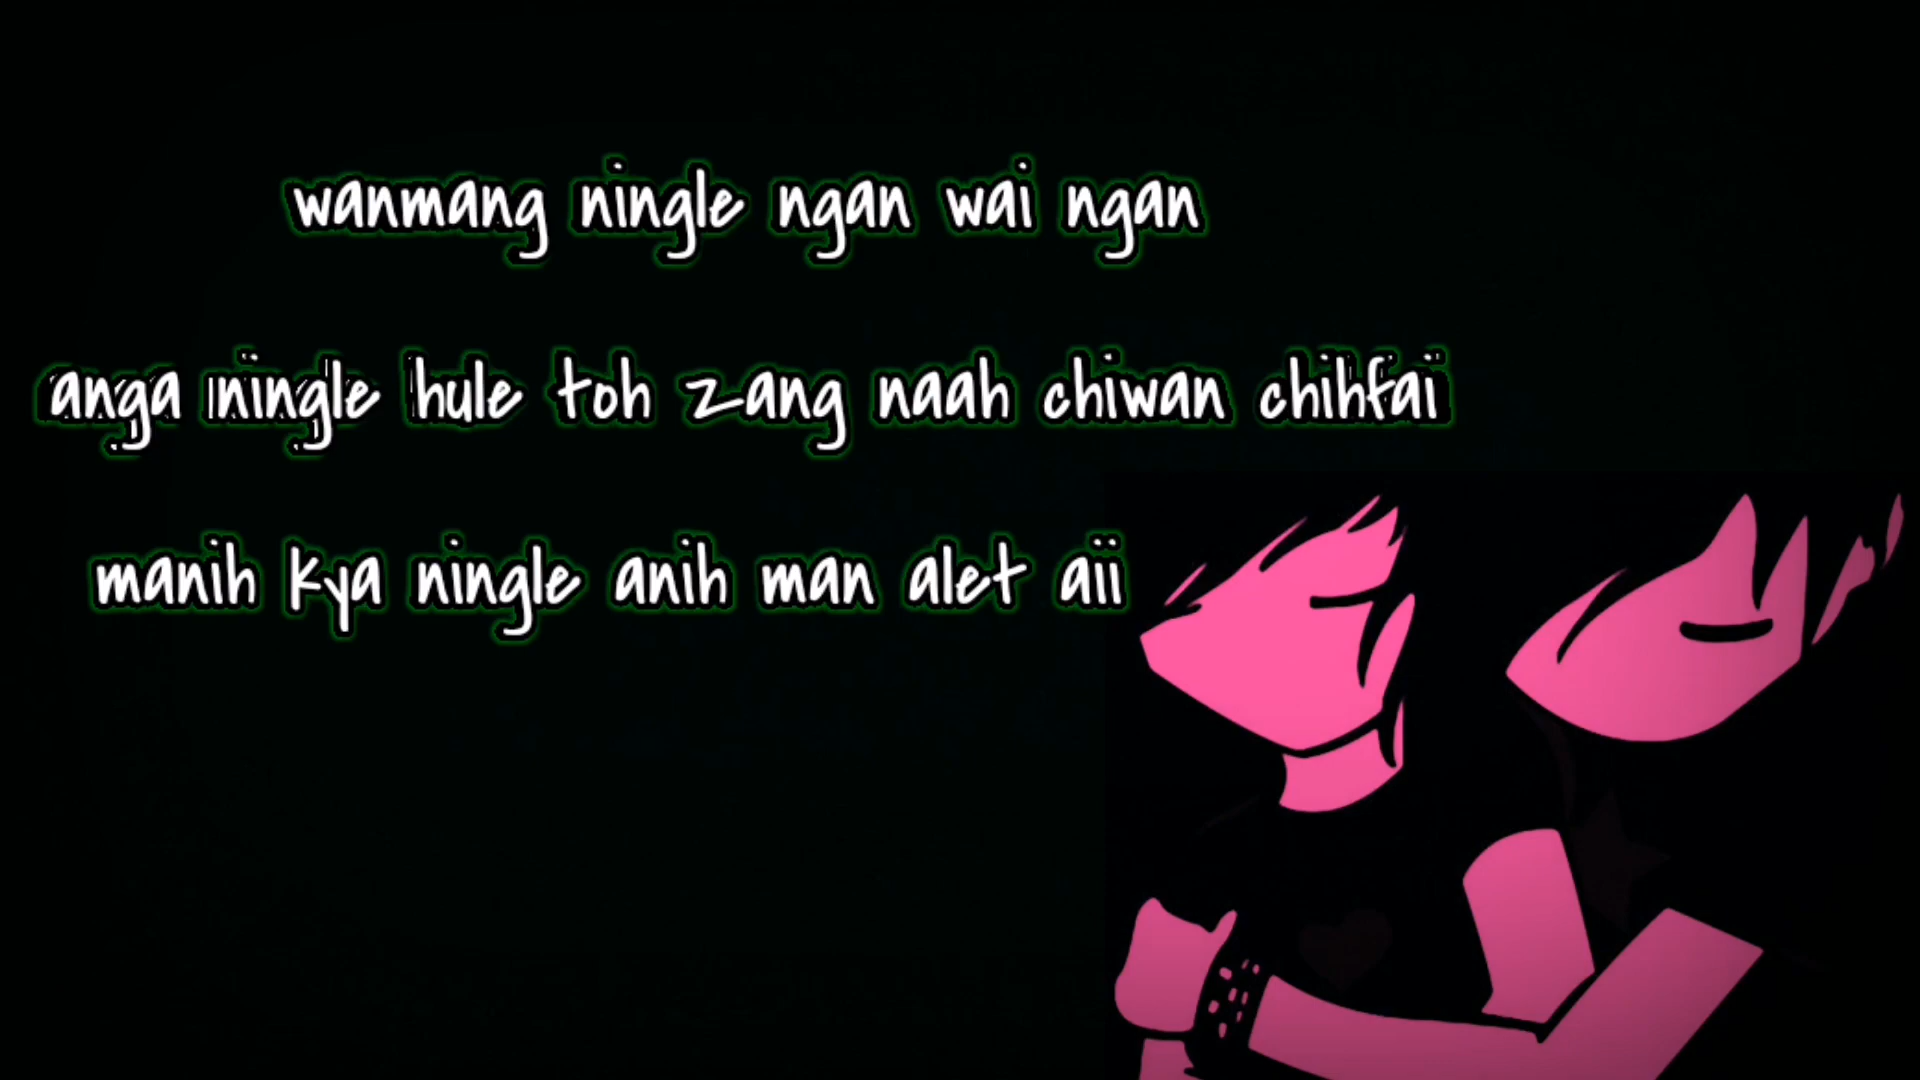 wanmang ningle ngan wai ngan
anga ningle hule toh zang naah chiwan chihfai
manih kya ningle anih man alet aii